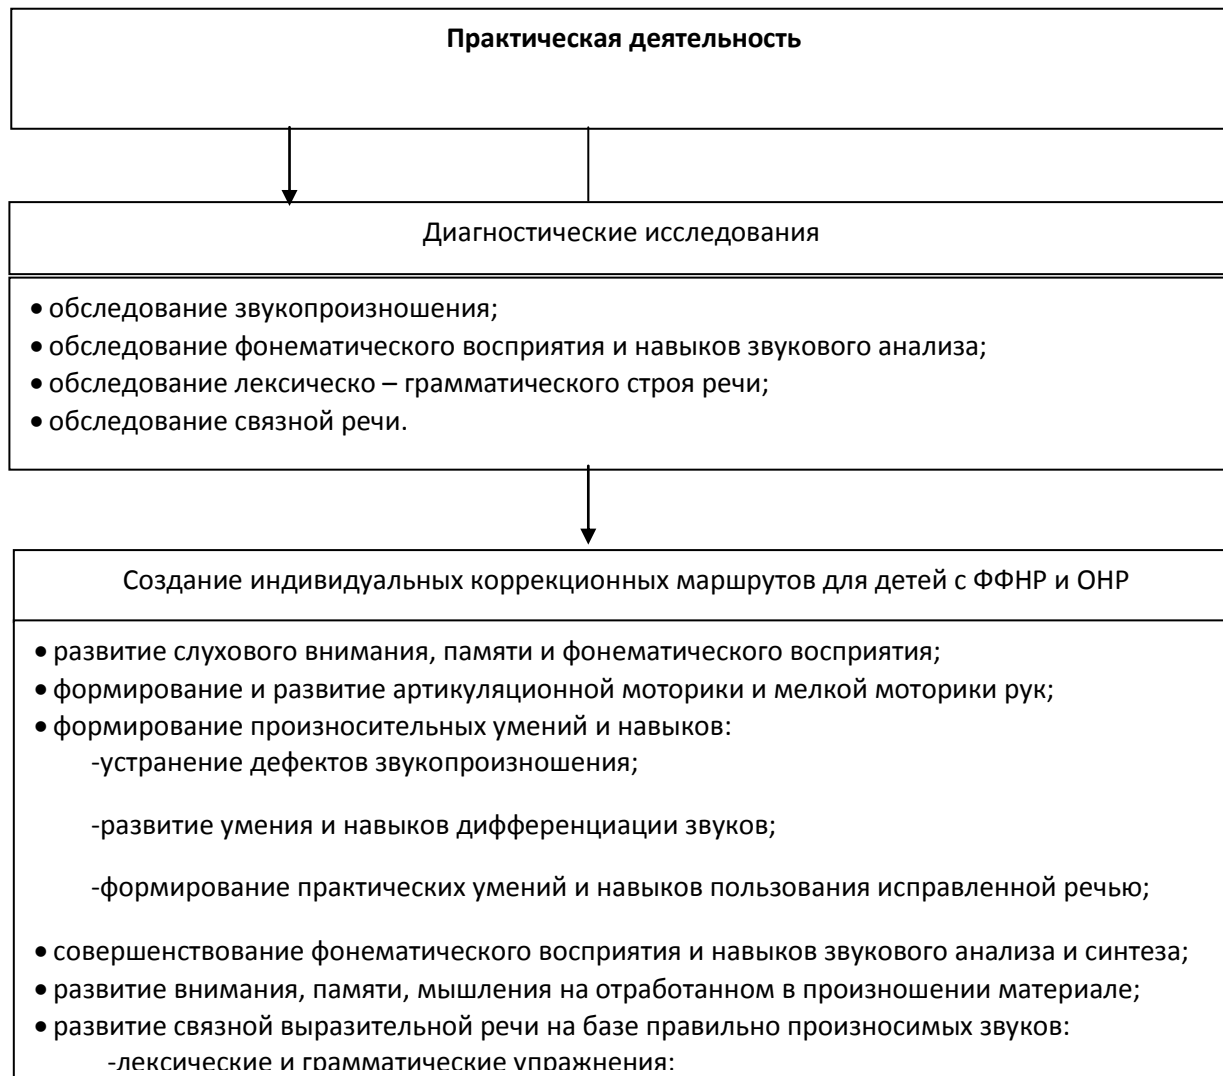 Практическая деятельность
Диагностические исследования
• обследование звукопроизношения;
• обследование фонематического восприятия и навыков звукового анализа;
• обследование лексическо – грамматического строя речи;
• обследование связной речи.
Создание индивидуальных коррекционных маршрутов для детей с ФФНР и ОНР
• развитие слухового внимания, памяти и фонематического восприятия;
• формирование и развитие артикуляционной моторики и мелкой моторики рук;
• формирование произносительных умений и навыков:
-устранение дефектов звукопроизношения;
-развитие умения и навыков дифференциации звуков;
-формирование практических умений и навыков пользования исправленной речью;
• совершенствование фонематического восприятия и навыков звукового анализа и синтеза;
• развитие внимания, памяти, мышления на отработанном в произношении материале;
• развитие связной выразительной речи на базе правильно произносимых звуков:
-лексические и грамматические упражнения;